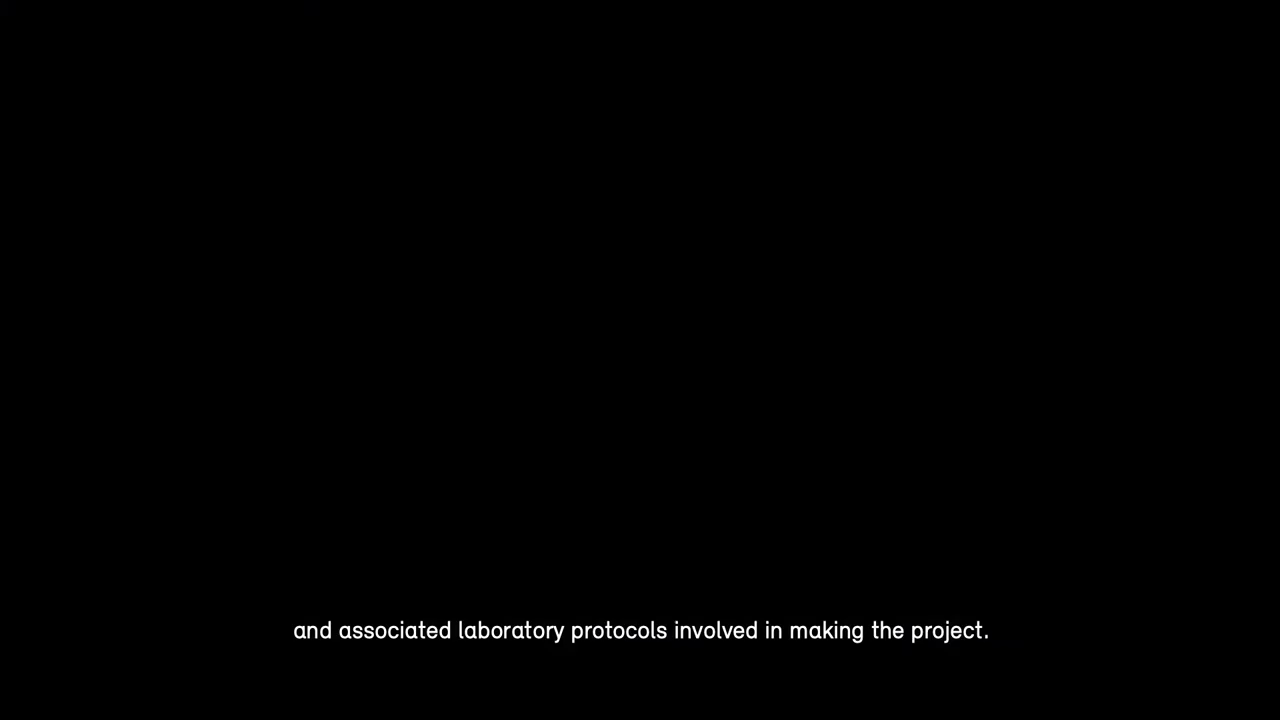 and associated laboratory protocols involved in making the project.